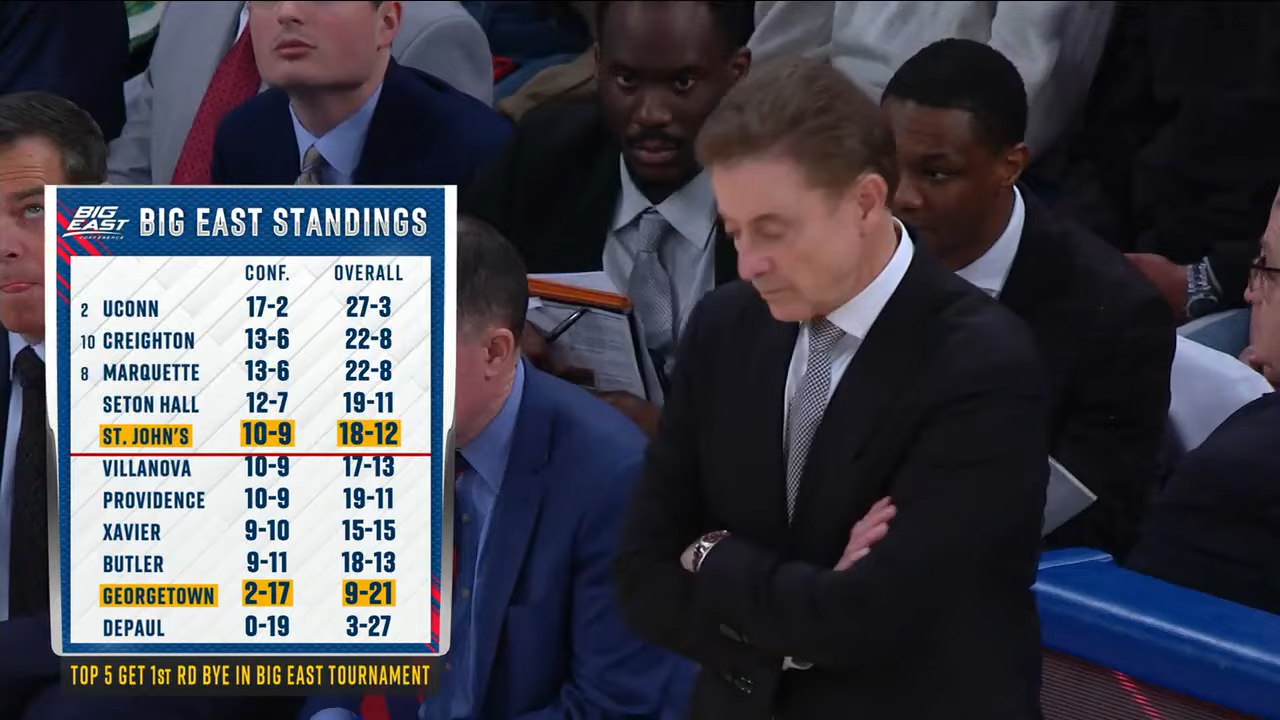 BIG EAST CONFERENCE BIG EAST STANDINGS
CONF. OVERALL
2 UCONN 17-2 27-3
10 CREIGHTON 13-6 22-8
8 MARQUETTE 13-6 22-8
SETON HALL 12-7 19-11
ST. JOHN'S 10-9 18-12
VILLANOVA 10-9 17-13
PROVIDENCE 10-9 19-11
XAVIER 9-10 15-15
BUTLER 9-11 18-13
GEORGETOWN 2-17 9-21
DEPAUL 0-19 3-27
TOP 5 GET 1ST RD BYE IN BIG EAST TOURNAMENT